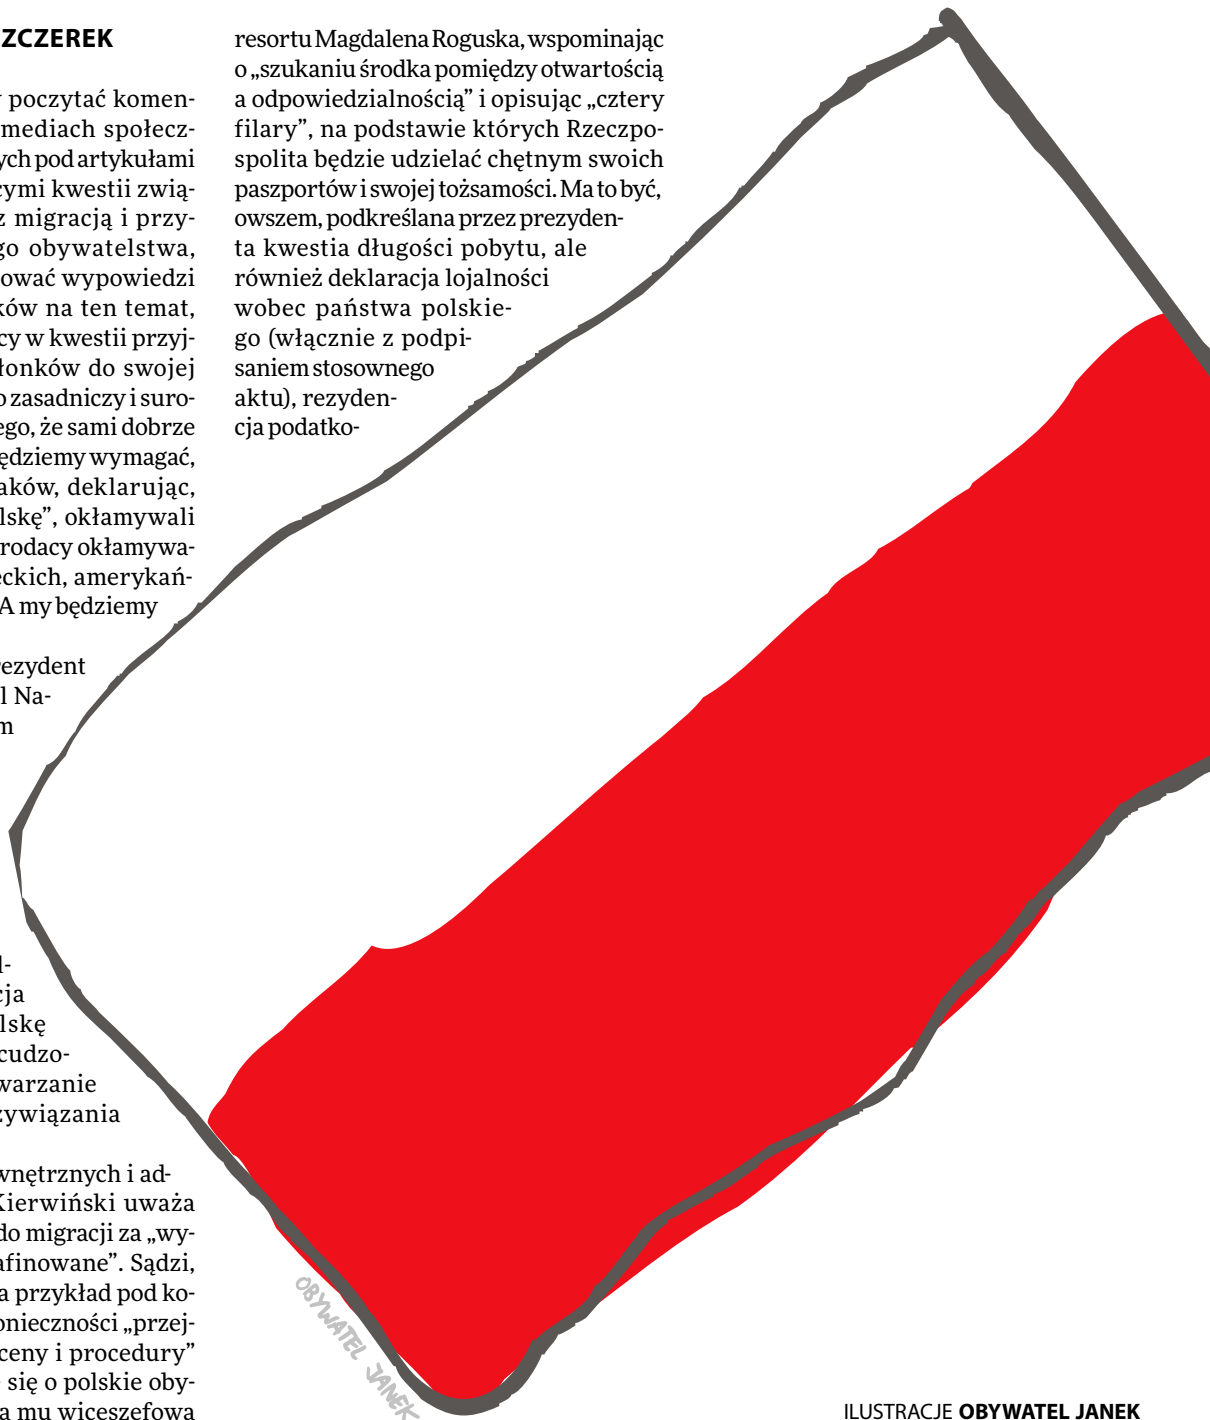 ZCZEREK
poczytać komen-
mediach społecz-
ych pod artykułami
cymi kwestii zwią-
z migracją i przy-
go obywatelstwa,
ować wypowiedzi
ków na ten temat,
cy w kwestii przyj-
łonków do swojej
o zasadniczy i suro-
ego, że sami dobrze
ędziemy wymagać,
aków, deklarując,
lskę”, okłamywali
rodacy okłamywa-
eckich, amerykań-
A my będziemy
rezydent
l Na-
m
l-
cja
lskę
cudzo-
warzanie
zywiązania
wnętrznych i ad-
Kierwiński uważa
do migracji za „wy-
afinowane”. Sądzi,
a przykład pod ko-
onieczności „przej-
ceny i procedury”
się o polskie oby-
a mu wiceszefowa
resortu Magdalena Roguska, wspominając
o „szukaniu środka pomiędzy otwartością
a odpowiedzialnością” i opisując „cztery
filary”, na podstawie których Rzeczpo-
spolita będzie udzielać chętnym swoich
paszportów i swojej tożsamości. Ma to być,
owszem, podkreślana przez prezyden-
ta kwestia długości pobytu, ale
również deklaracja lojalności
wobec państwa polskie-
go (włącznie z podpi-
saniem stosownego
aktu), rezyden-
cja podatko-
OBYWATEL JANEK
ILUSTRACJE OBYWATEL JANEK